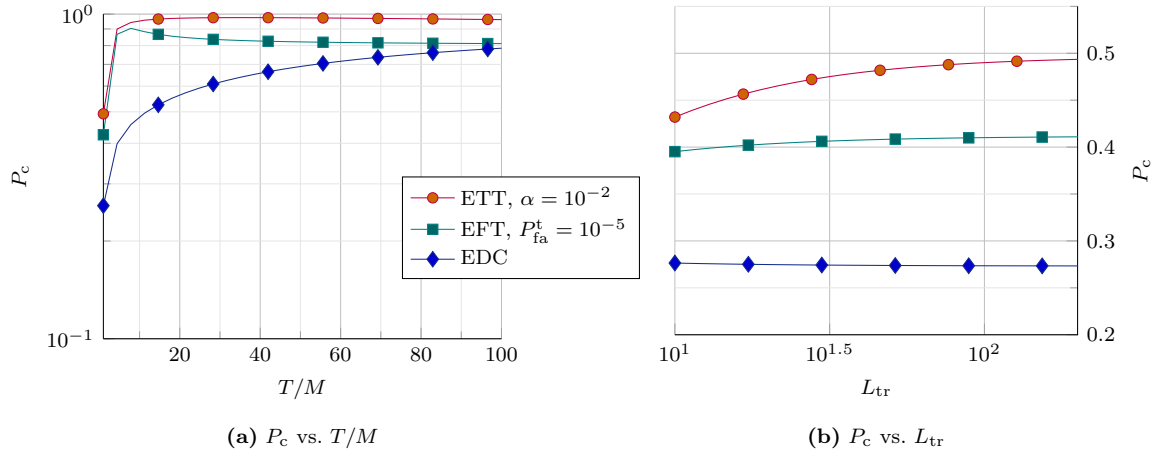 10^0
10^−1
P_c
20
40
60
80
100
T/M
(a) P_c vs. T/M
ETT, α = 10^−2
EFT, P_fa^t = 10^−5
EDC
0.5
0.4
0.3
0.2
P_c
10^1
10^1.5
10^2
L_tr
(b) P_c vs. L_tr